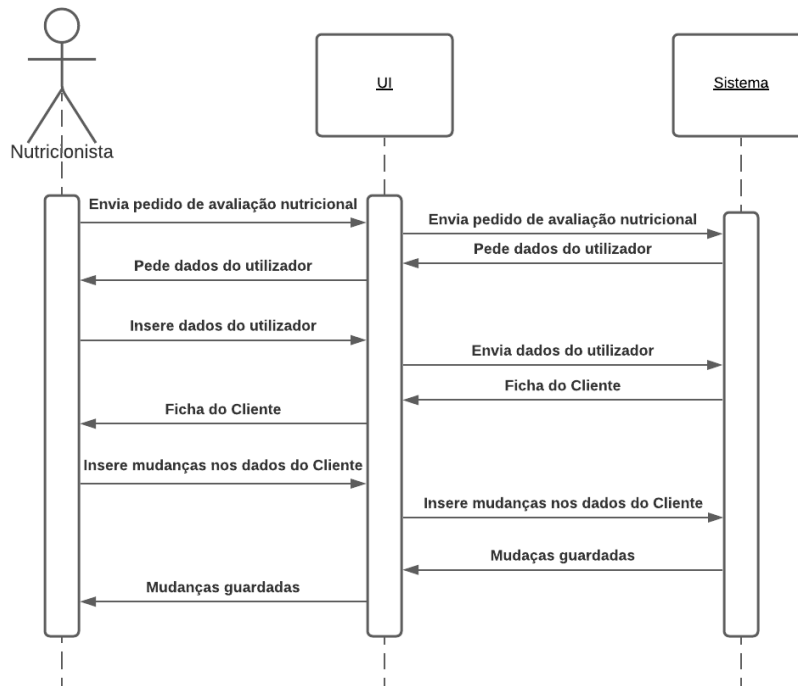 UI
Sistema
Nutricionista
Envia pedido de avaliação nutricional
Envia pedido de avaliação nutricional
Pede dados do utilizador
Pede dados do utilizador
Insere dados do utilizador
Envia dados do utilizador
Ficha do Cliente
Ficha do Cliente
Insere mudanças nos dados do Cliente
Insere mudanças nos dados do Cliente
Mudaças guardadas
Mudanças guardadas